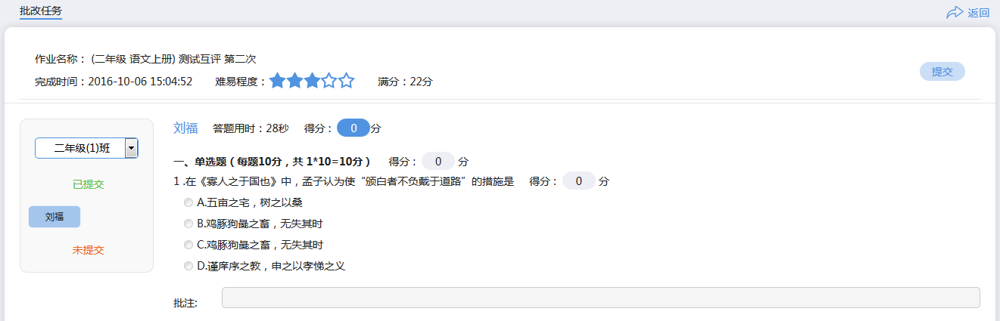 批改任务
返回
作业名称： (二年级 语文上册) 测试互评 第二次
完成时间：2016-10-06 15:04:52 难易程度： 满分：22分
提交
刘福 答题用时：28秒 得分： 0 分
二年级(1)班
已提交
刘福
未提交
一、单选题（每题10分，共 1*10=10分） 得分： 0 分
1 .在《寡人之于国也》中，孟子认为使“颁白者不负戴于道路”的措施是 得分： 0 分
A.五亩之宅，树之以桑
B.鸡豚狗彘之畜，无失其时
C.鸡豚狗彘之畜，无失其时
D.谨庠序之教，申之以孝悌之义
批注: